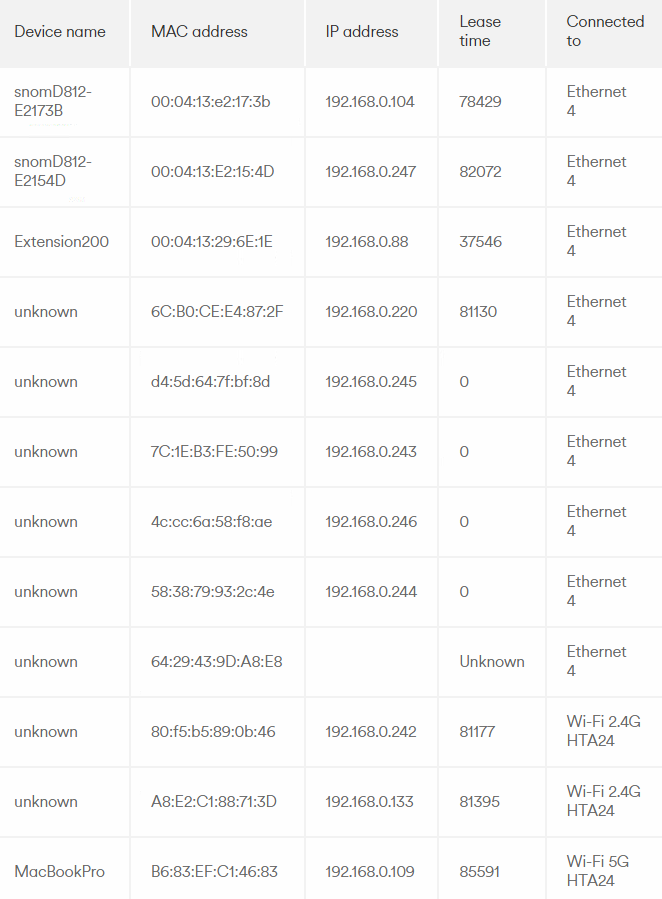 Device name MAC address IP address Lease time Connected to
snomD812-E2173B 00:04:13:e2:17:3b 192.168.0.104 78429 Ethernet 4
snomD812-E2154D 00:04:13:E2:15:4D 192.168.0.247 82072 Ethernet 4
Extension200 00:04:13:29:6E:1E 192.168.0.88 37546 Ethernet 4
unknown 6C:B0:CE:E4:87:2F 192.168.0.220 81130 Ethernet 4
unknown d4:5d:64:7f:bf:8d 192.168.0.245 0 Ethernet 4
unknown 7C:1E:B3:FE:50:99 192.168.0.243 0 Ethernet 4
unknown 4c:cc:6a:58:f8:ae 192.168.0.246 0 Ethernet 4
unknown 58:38:79:93:2c:4e 192.168.0.244 0 Ethernet 4
unknown 64:29:43:9D:A8:E8 Unknown Ethernet 4
unknown 80:f5:b5:89:0b:46 192.168.0.242 81177 Wi-Fi 2.4G HTA24
unknown A8:E2:C1:88:71:3D 192.168.0.133 81395 Wi-Fi 2.4G HTA24
MacBookPro B6:83:EF:C1:46:83 192.168.0.109 85591 Wi-Fi 5G HTA24